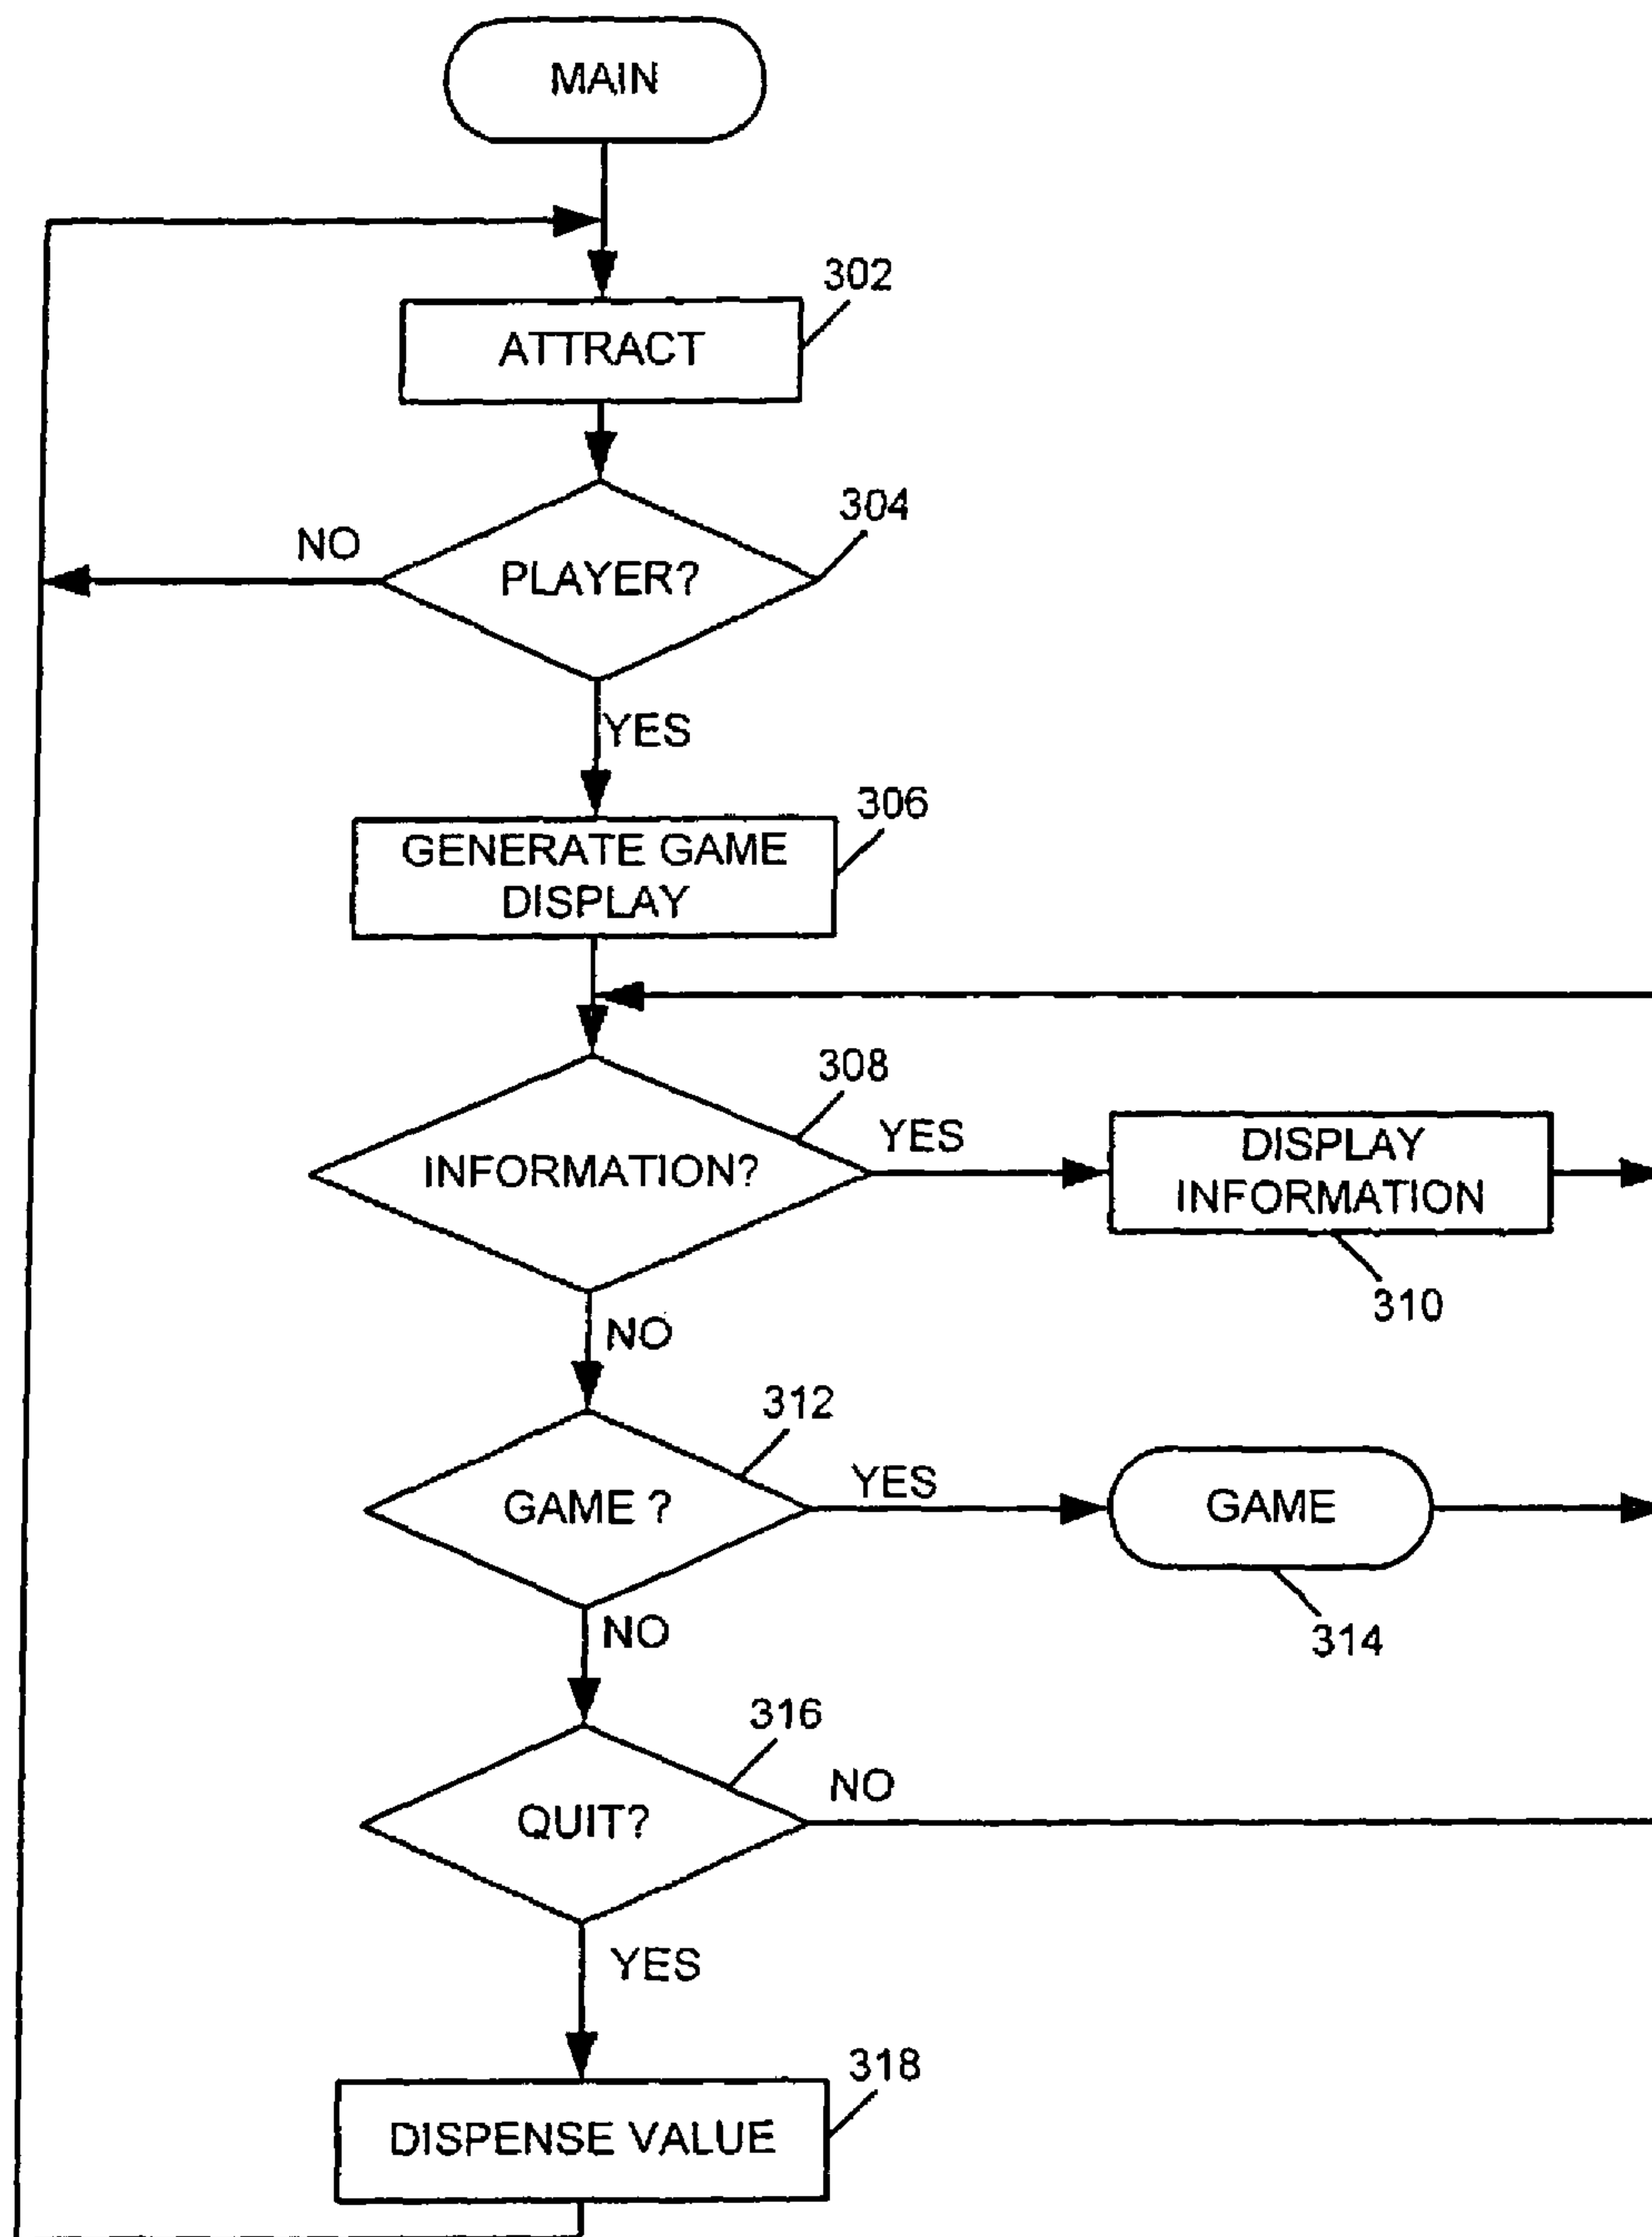 MAIN
302
ATTRACT
304
NO
PLAYER?
YES
306
GENERATE GAME
DISPLAY
308
YES
INFORMATION?
DISPLAY
INFORMATION
310
NO
312
YES
GAME ?
GAME
314
NO
316
NO
QUIT?
YES
318
DISPENSE VALUE